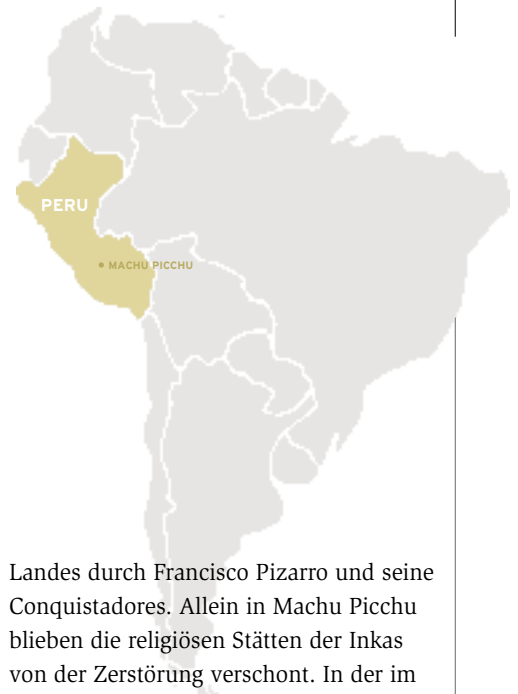 PERU
MACHU PICCHU
Landes durch Francisco Pizarro und seine
Conquistadores. Allein in Machu Picchu
blieben die religiösen Stätten der Inkas
von der Zerstörung verschont. In der im